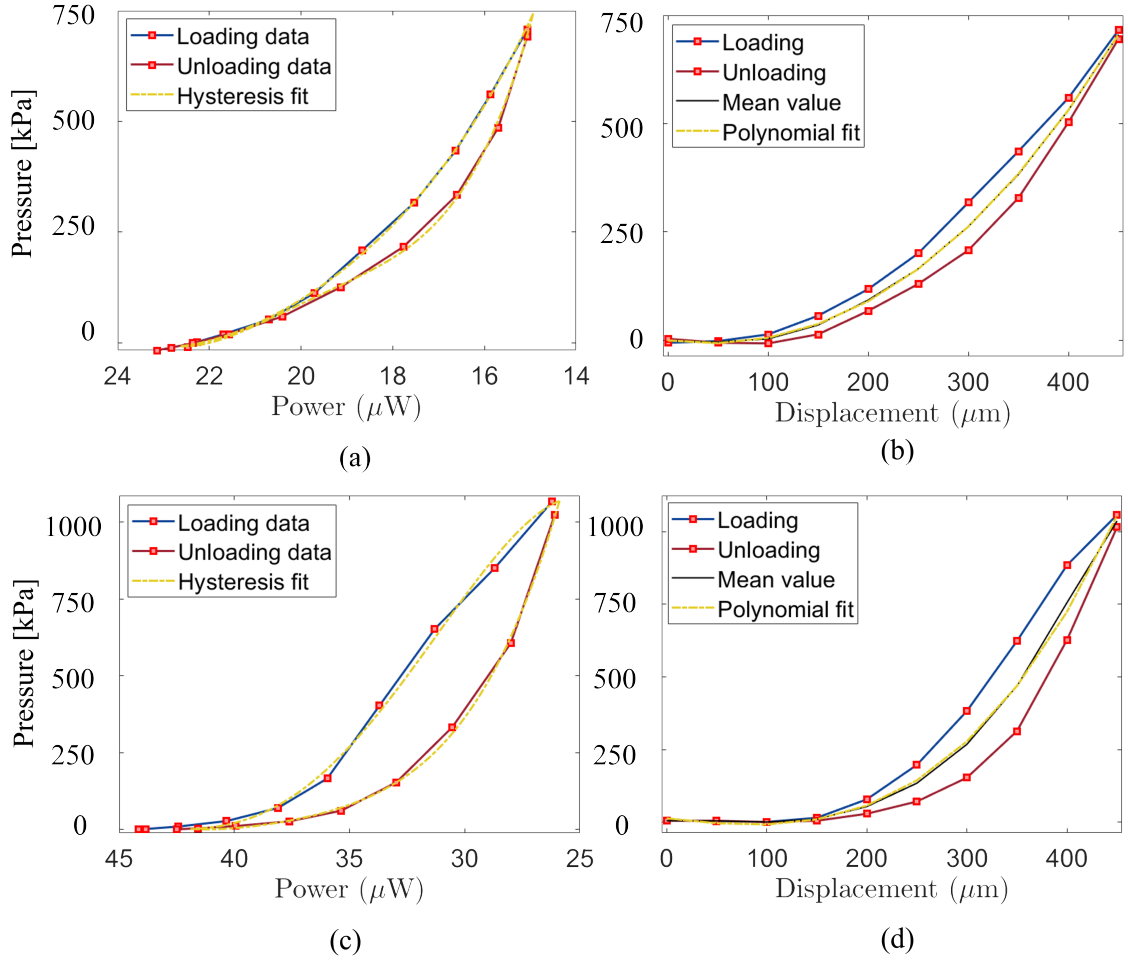 Loading data
Unloading data
Hysteresis fit
Pressure [kPa]
750
500
250
0
24 22 20 18 16 14
Power (μW)
(a)
Loading
Unloading
Mean value
Polynomial fit
750
500
250
0
0 100 200 300 400
Displacement (μm)
(b)
Loading data
Unloading data
Hysteresis fit
Pressure [kPa]
1000
750
500
250
0
45 40 35 30 25
Power (μW)
(c)
Loading
Unloading
Mean value
Polynomial fit
1000
750
500
250
0
0 100 200 300 400
Displacement (μm)
(d)